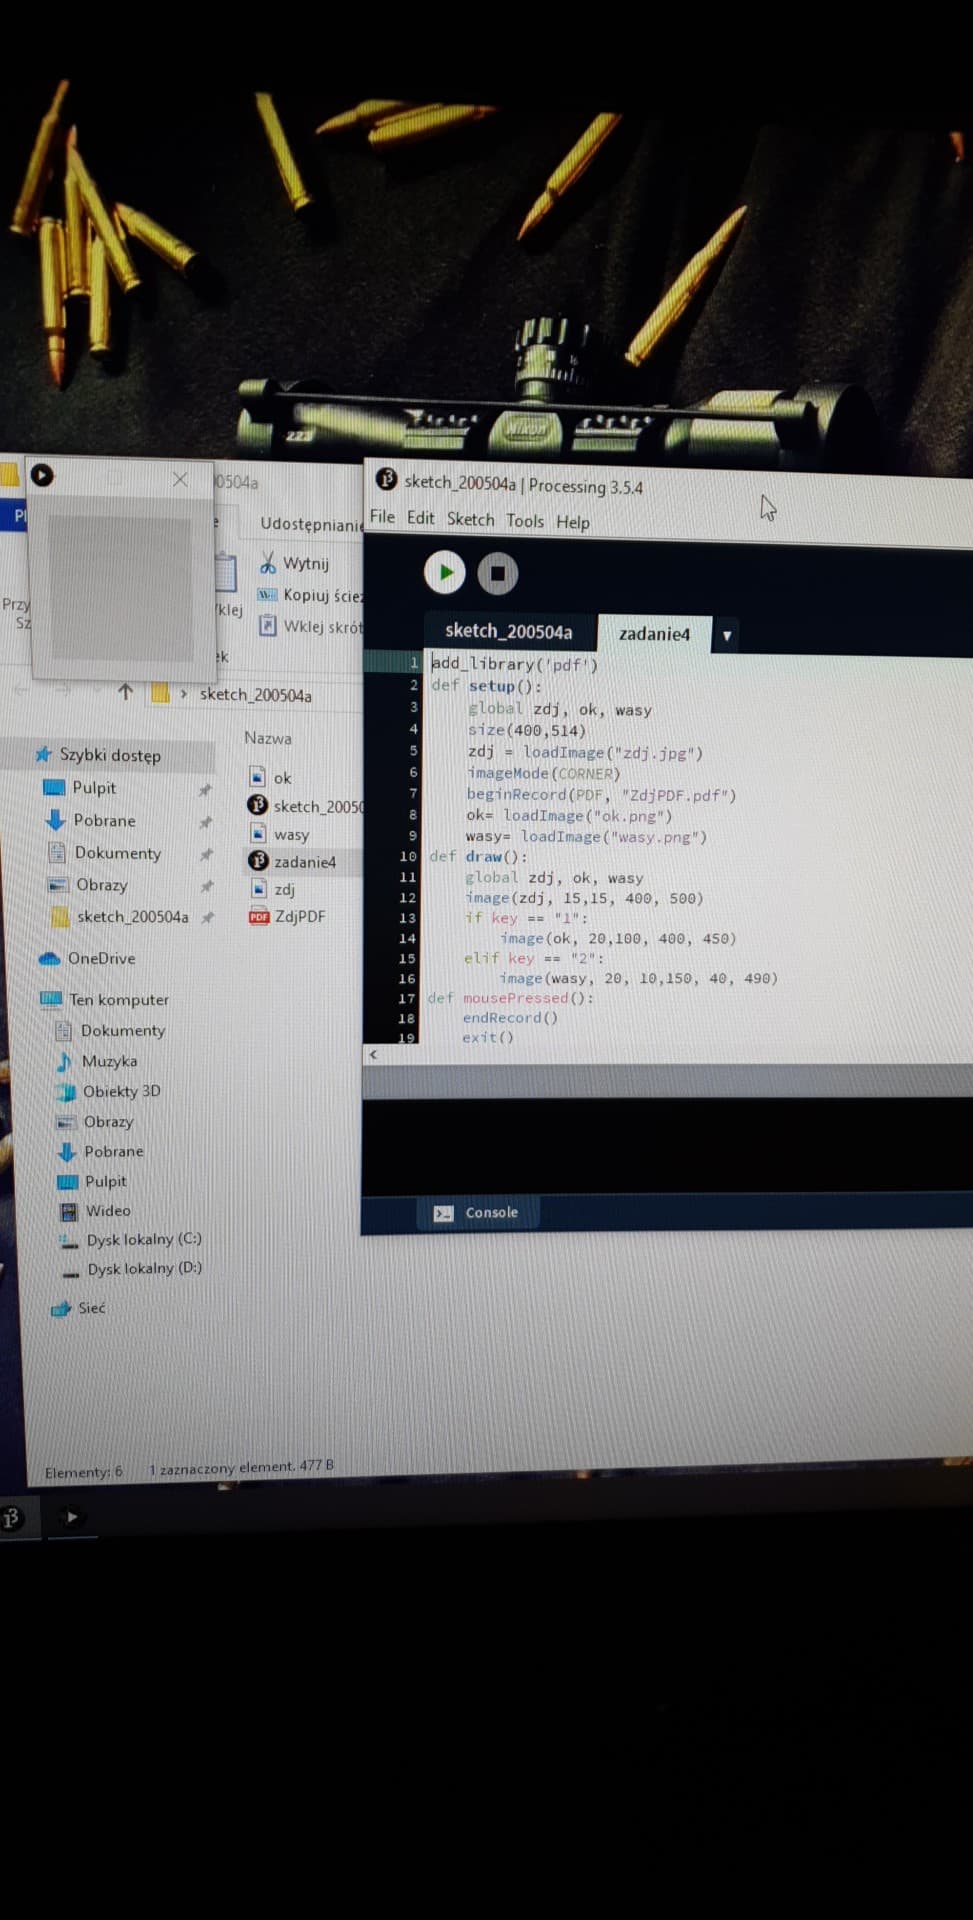 223
Nikon
0504a
Udostępnianie
Wytnij
Kopiuj ście
Wklej skrót
klej
Przy
Sz
ek
sketch_200504a
Szybki dostęp
Pulpit
Pobrane
Dokumenty
Obrazy
sketch_200504a
OneDrive
Ten komputer
Dokumenty
Muzyka
Obiekty 3D
Obrazy
Pobrane
Pulpit
Wideo
Dysk lokalny (C:)
Dysk lokalny (D:)
Sieć
Nazwa
ok
sketch_20050
wasy
zadanie4
zdj
PDF ZdjPDF
Elementy: 6 1 zaznaczony element. 477 B
sketch_200504a | Processing 3.5.4
File Edit Sketch Tools Help
sketch_200504a zadanie4
1 add_library('pdf')
2 def setup():
3 global zdj, ok, wasy
4 size(400,514)
5 zdj = loadImage("zdj.jpg")
6 imageMode(CORNER)
7 beginRecord(PDF, "ZdjPDF.pdf")
8 ok= loadImage("ok.png")
9 wasy= loadImage("wasy.png")
10 def draw():
11 global zdj, ok, wasy
12 image(zdj, 15,15, 400, 500)
13 if key == "1":
14 image(ok, 20,100, 400, 450)
15 elif key == "2":
16 image(wasy, 20, 10,150, 40, 490)
17 def mousePressed():
18 endRecord()
19 exit()
Console